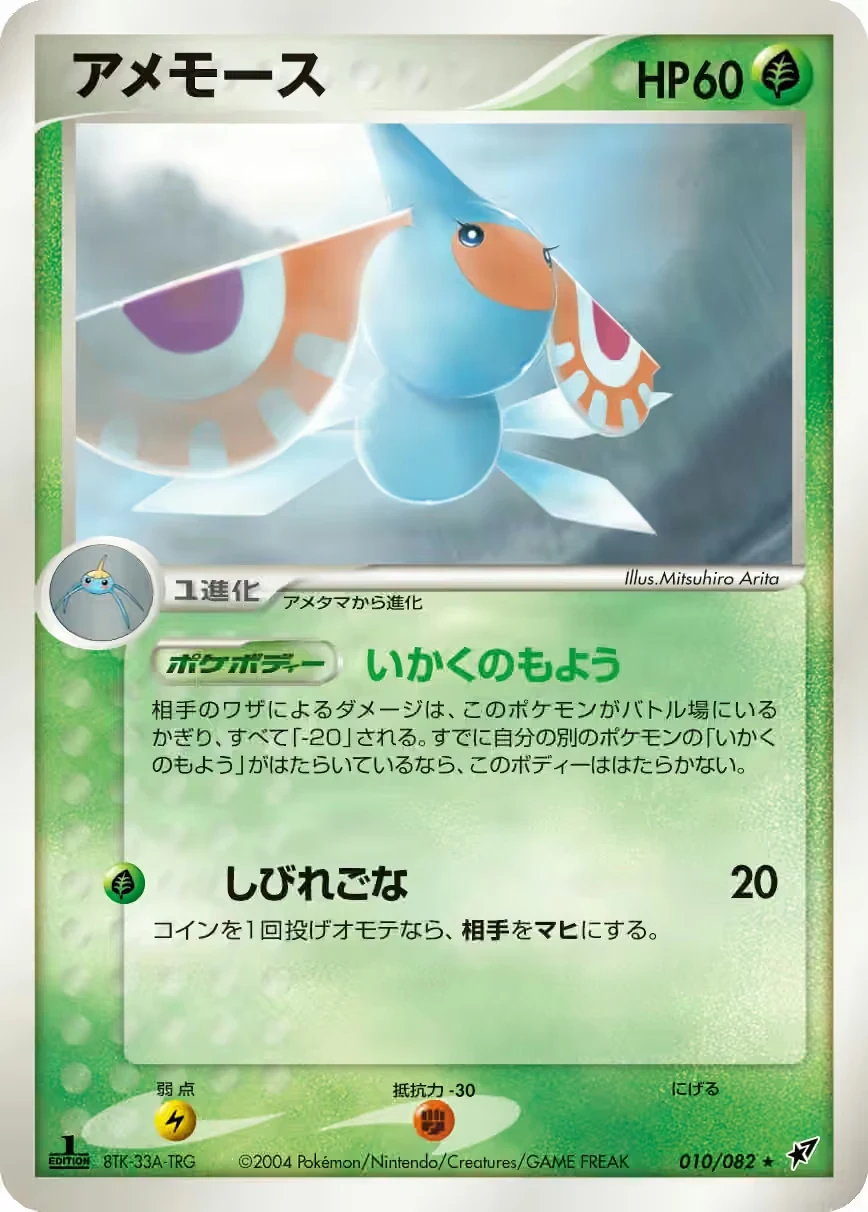 アメモース
HP60
Illus.Mitsuhiro Arita
1進化
アメタマから進化
ポケボディー いかくのもよう
相手のワザによるダメージは、このポケモンがバトル場にいる
かぎり、すべて「-20」される。すでに自分の別のポケモンの「いかく
のもよう」がはたらいているなら、このボディーははたらかない。
しびれごな 20
コインを1回投げオモテなら、相手をマヒにする。
弱点 抵抗力 -30 にげる
1 EDITION 8TK-33A-TRG ©2004 Pokémon/Nintendo/Creatures/GAME FREAK 010/082 ★